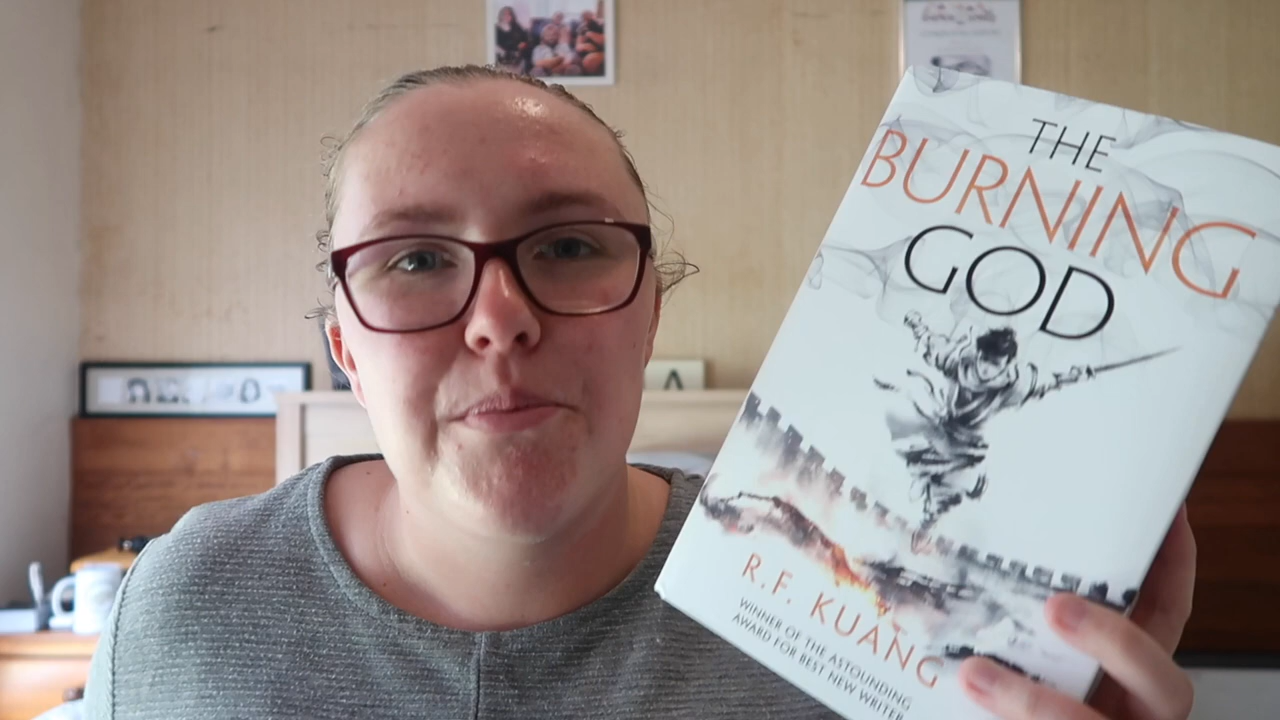 THE
BURNING
GOD
R.F. KUANG
WINNER OF THE ASTOUNDING
AWARD FOR BEST NEW WRITER
A